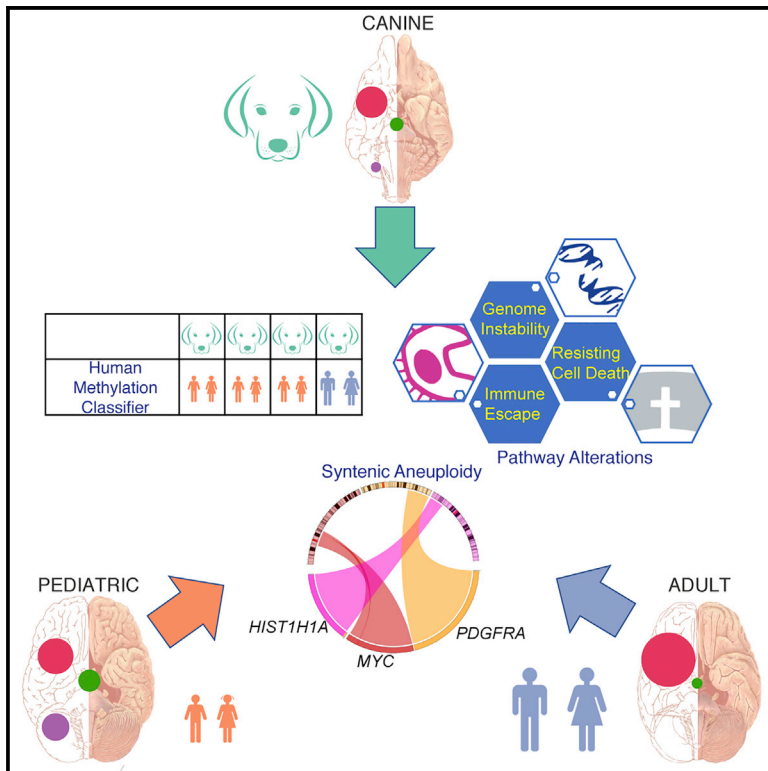 CANINE
Genome
Instability
Resisting
Cell Death
Immune
Escape
Human
Methylation
Classifier
Pathway Alterations
Syntenic Aneuploidy
PEDIATRIC
ADULT
HIST1H1A
MYC
PDGFRA